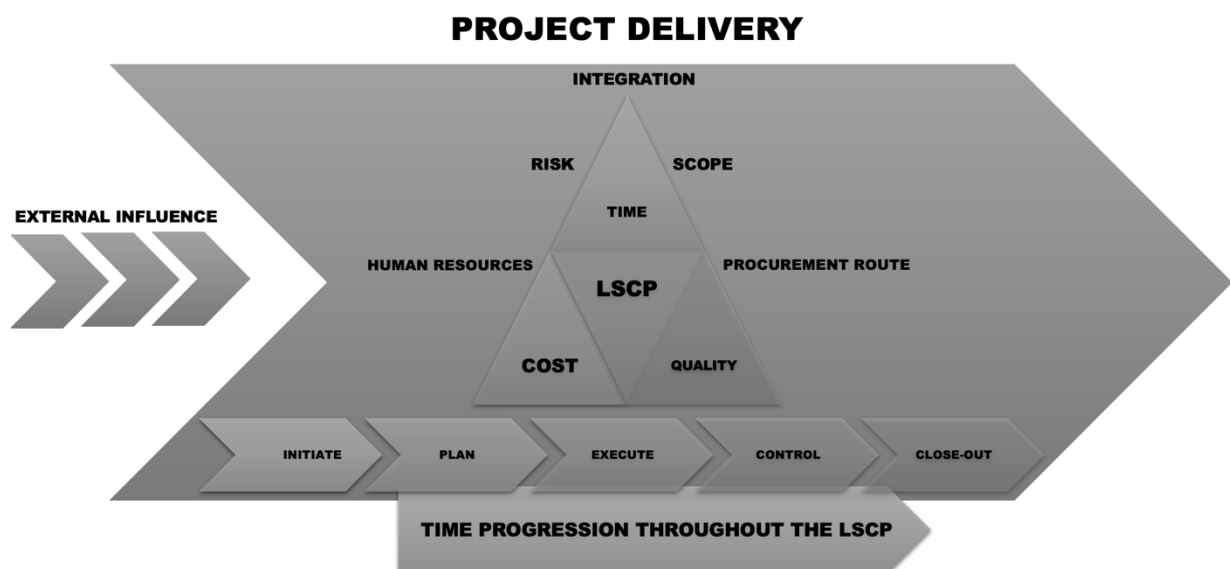 PROJECT DELIVERY
INTEGRATION
RISK
SCOPE
TIME
EXTERNAL INFLUENCE
HUMAN RESOURCES
PROCUREMENT ROUTE
LSCP
COST
QUALITY
INITIATE
PLAN
EXECUTE
CONTROL
CLOSE-OUT
TIME PROGRESSION THROUGHOUT THE LSCP